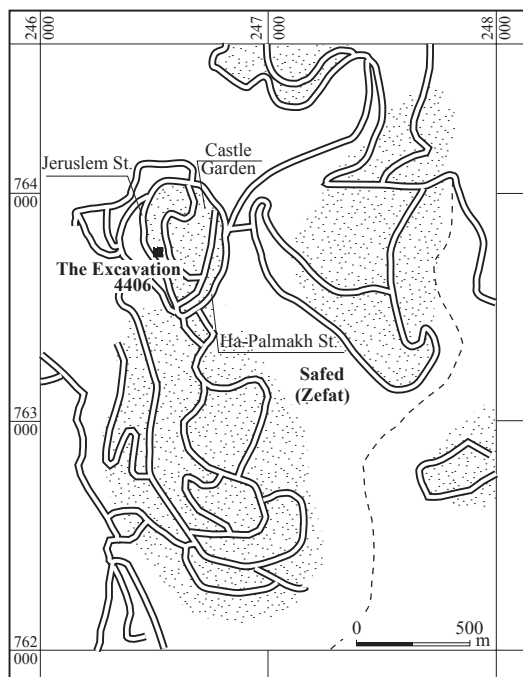 246
000
247
000
248
000
764
000
Jeruslem St.
Castle
Garden
The Excavation
4406
Ha-Palmakh St.
Safed
(Zefat)
763
000
762
000
0
500
m